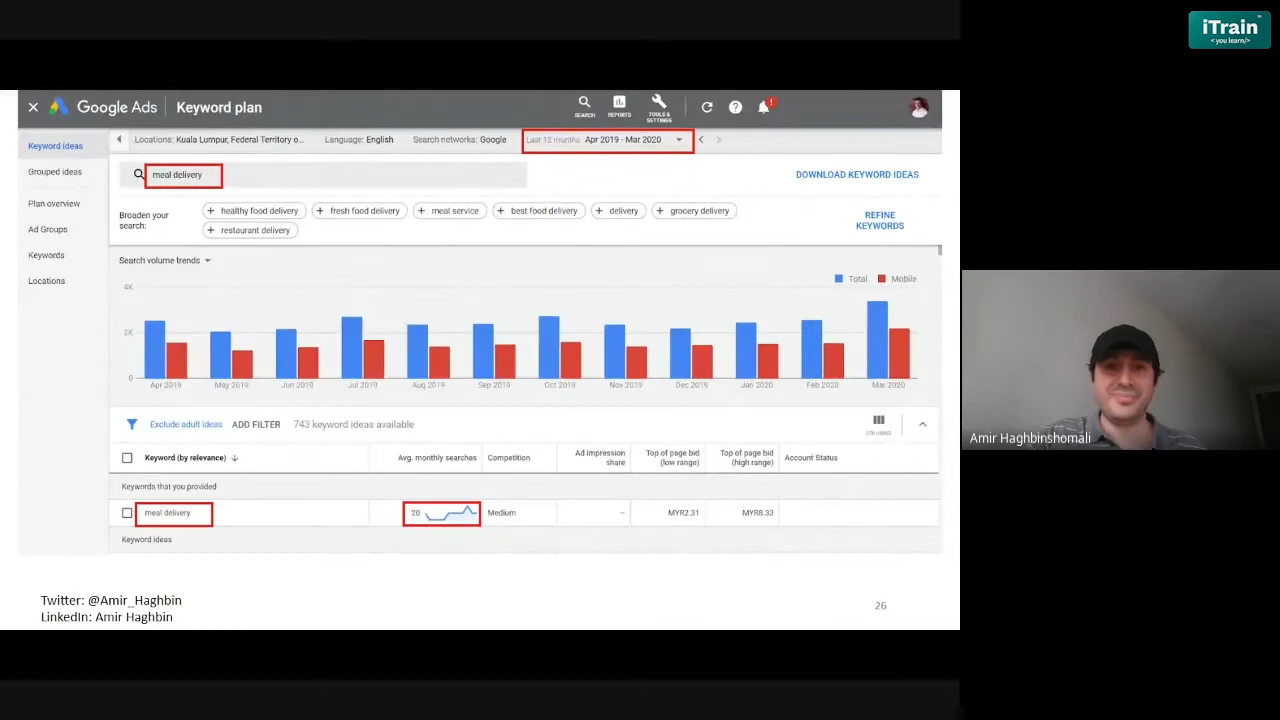 iTrain
< you learn/>
Google Ads
Keyword plan
SEARCH
REPORTS
TOOLS &
SETTINGS
!
Keyword ideas
Grouped ideas
Plan overview
Ad Groups
Keywords
Locations
Locations: Kuala Lumpur, Federal Territory o...
Language: English
Search networks: Google
Last 12 months Apr 2019 - Mar 2020
meal delivery
DOWNLOAD KEYWORD IDEAS
Broaden your
search:
+ healthy food delivery
+ fresh food delivery
+ meal service
+ best food delivery
+ delivery
+ grocery delivery
+ restaurant delivery
REFINE
KEYWORDS
Search volume trends
Total
Mobile
4K
2K
0
Apr 2019
May 2019
Jun 2019
Jul 2019
Aug 2019
Sep 2019
Oct 2019
Nov 2019
Dec 2019
Jan 2020
Feb 2020
Mar 2020
Exclude adult ideas
ADD FILTER
743 keyword ideas available
COLUMNS
Keyword (by relevance)
Avg. monthly searches
Competition
Ad impression
share
Top of page bid
(low range)
Top of page bid
(high range)
Account Status
Keywords that you provided
meal delivery
20
Medium
–
MYR2.31
MYR8.33
Keyword ideas
Twitter: @Amir_Haghbin
LinkedIn: Amir Haghbin
26
Amir Haghbinshomali